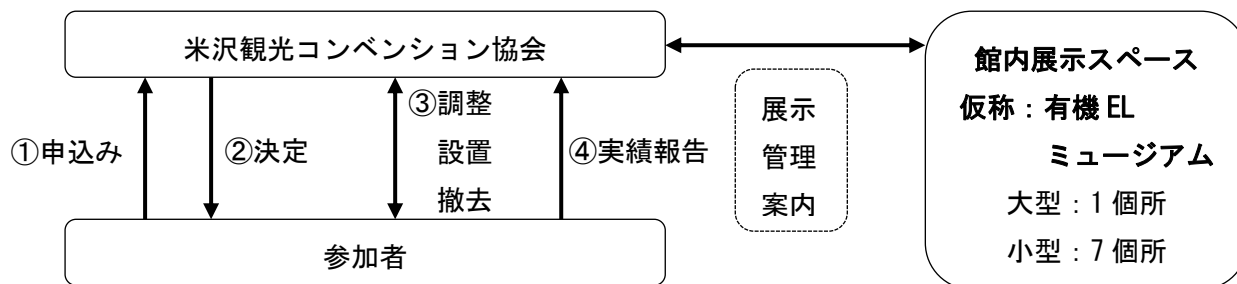 米沢観光コンベンション協会
①申込み
②決定
③調整
設置
撤去
④実績報告
参加者
展示
管理
案内
館内展示スペース
仮称：有機 EL
ミュージアム
大型：1 個所
小型：7 個所